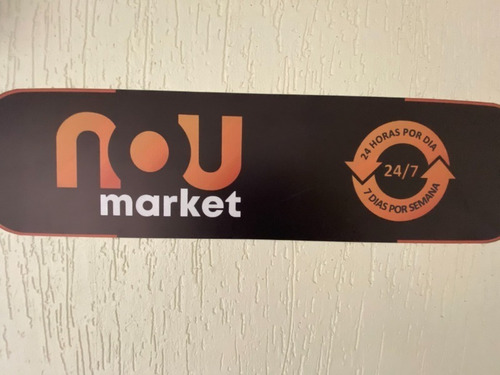 nou
market
24 HORAS POR DIA
24/7
7 DIAS POR SEMANA